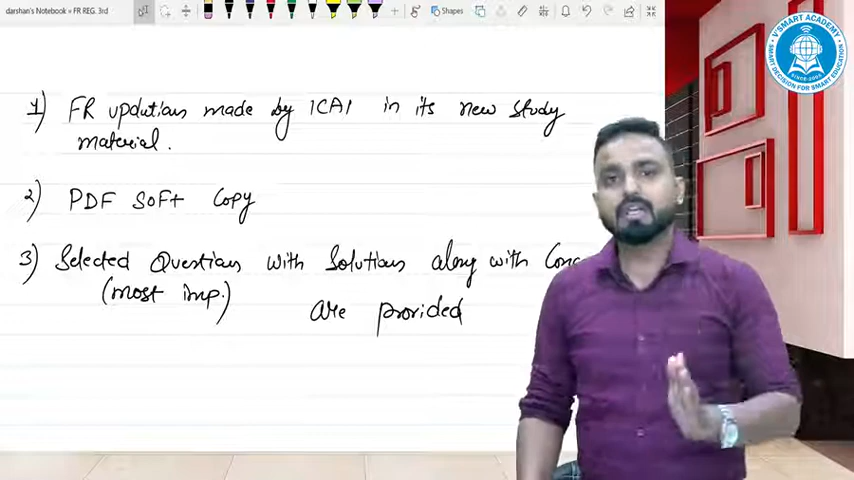 darshan's Notebook » FR REG. 3rd
Shapes
1) FR updations made by ICAI in its new study
material.
2) PDF SOFT Copy
3) Selected Questions with Solutions along with
(most imp.)
are provided
V'SMART ACADEMY
SINCE-2004
SMART DECISION FOR SMART EDUCATION